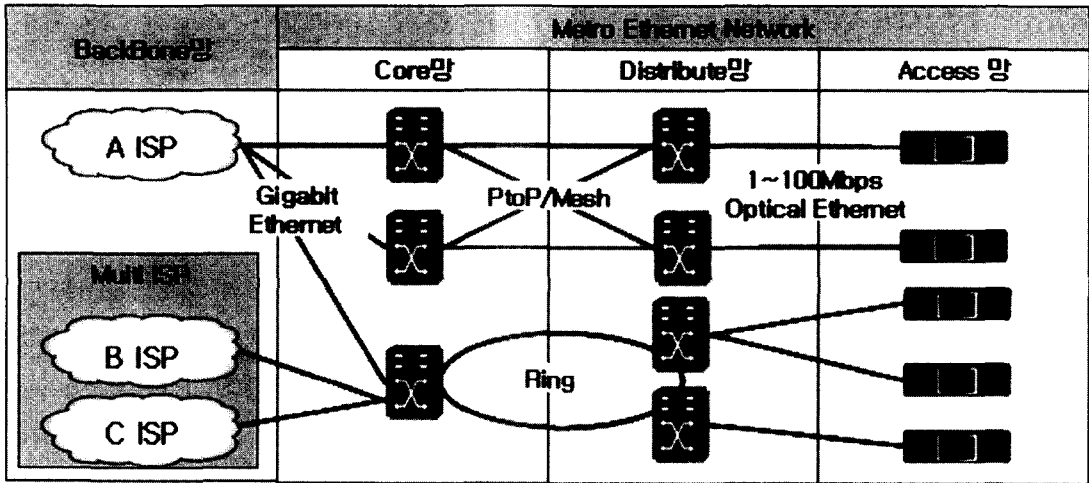 BackBone망
Metro Ethernet Network
Core망
Distribute망
Access 망
A ISP
Gigabit
Ethernet
PtoP/Mesh
1~100Mbps
Optical Ethernet
Multi ISP
B ISP
C ISP
Ring